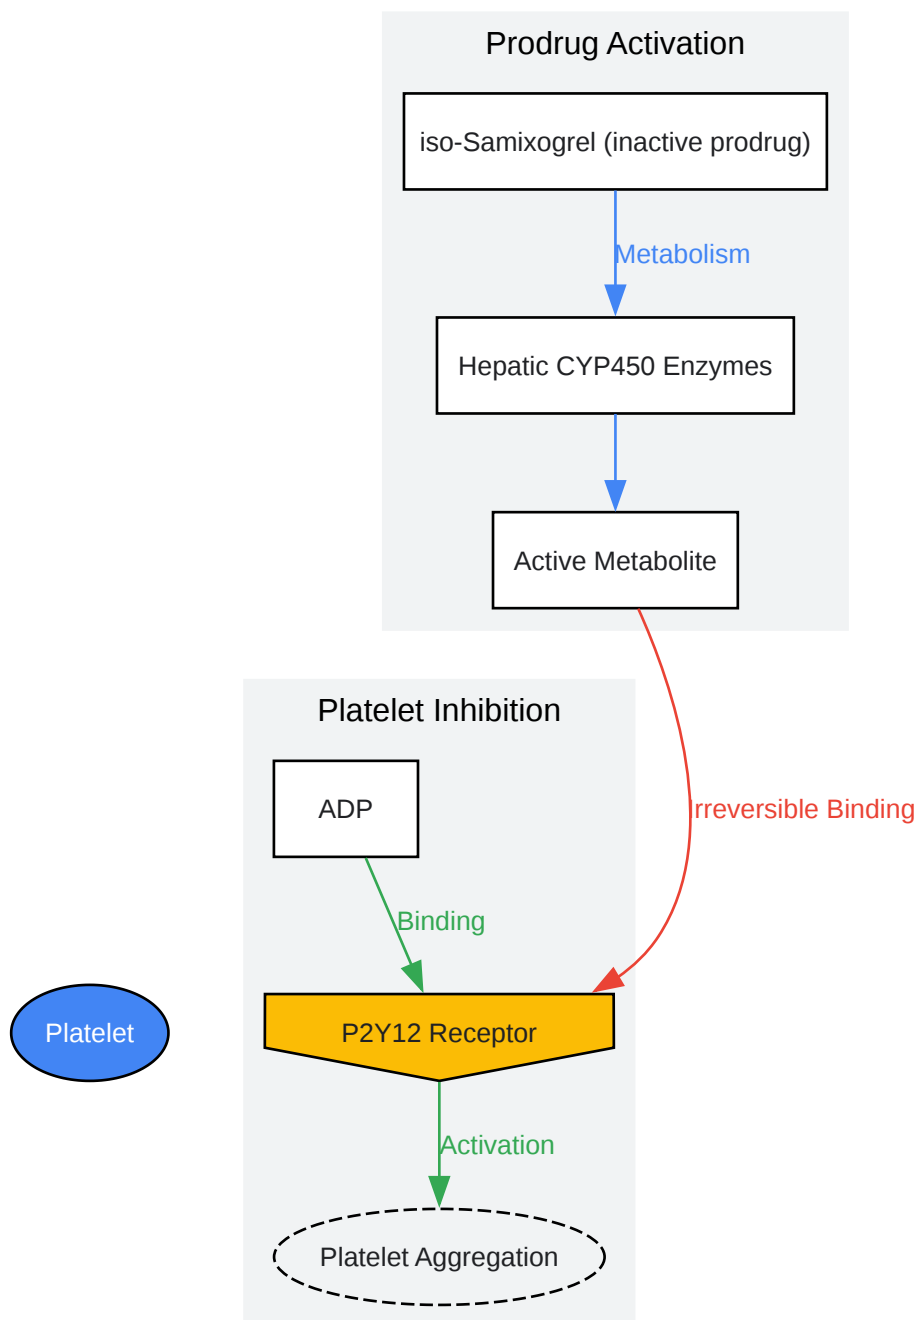 Prodrug Activation
iso-Samixogrel (inactive prodrug)
Metabolism
Hepatic CYP450 Enzymes
Active Metabolite
Platelet Inhibition
ADP
Irreversible Binding
Binding
Platelet
P2Y12 Receptor
Activation
Platelet Aggregation